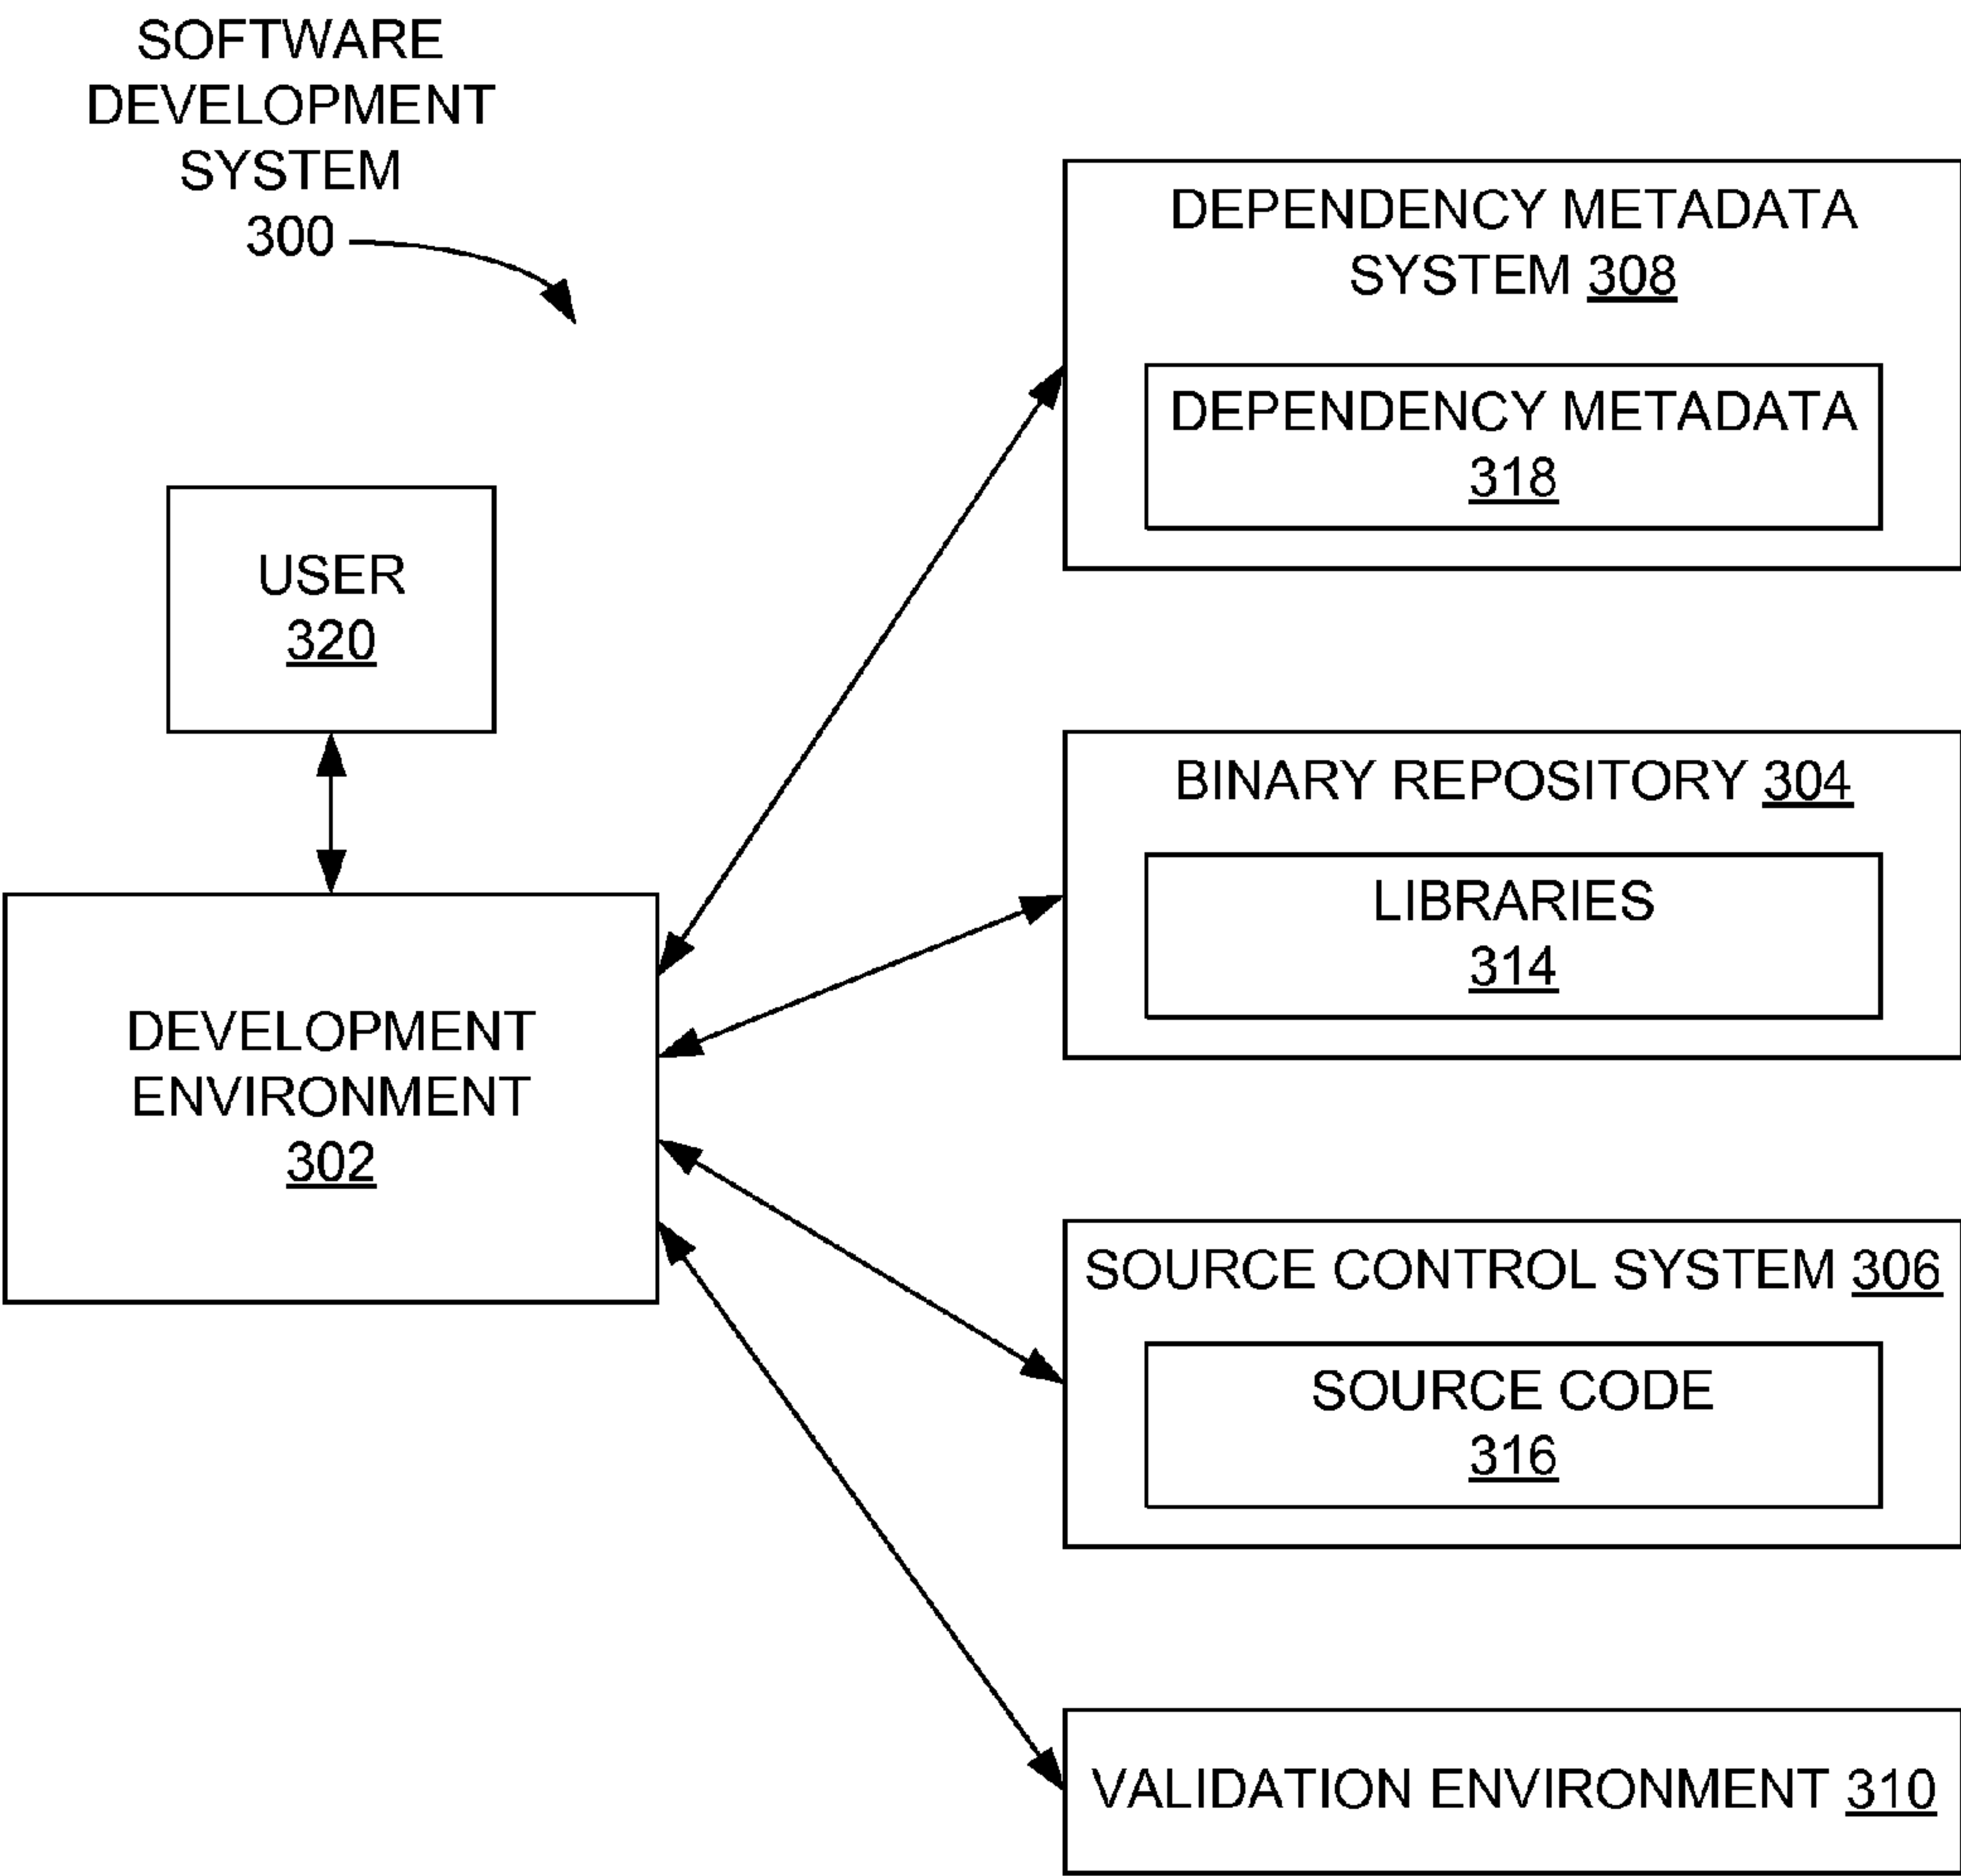 SOFTWARE
DEVELOPMENT
SYSTEM
300
DEPENDENCY METADATA
SYSTEM 308
DEPENDENCY METADATA
318
USER
320
BINARY REPOSITORY 304
LIBRARIES
314
DEVELOPMENT
ENVIRONMENT
302
SOURCE CONTROL SYSTEM 306
SOURCE CODE
316
VALIDATION ENVIRONMENT 310